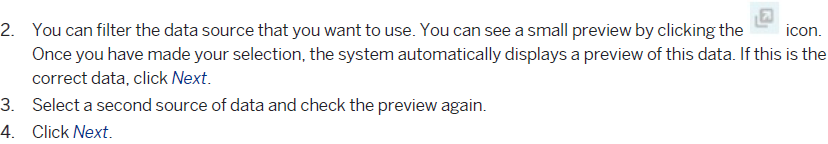 2. You can filter the data source that you want to use. You can see a small preview by clicking the icon.
Once you have made your selection, the system automatically displays a preview of this data. If this is the
correct data, click Next.
3. Select a second source of data and check the preview again.
4. Click Next.